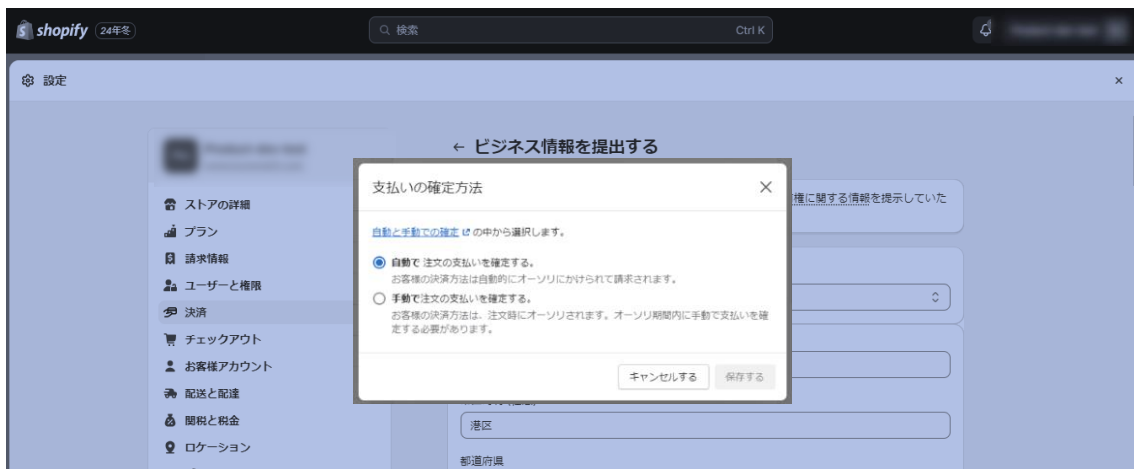 shopify 24年冬
検索
Ctrl K
設定
ストアの詳細
プラン
請求情報
ユーザーと権限
決済
チェックアウト
お客様アカウント
配送と配達
関税と税金
ロケーション
← ビジネス情報を提出する
権に関する情報を提示していた
支払いの確定方法
自動と手動での確定 の中から選択します。
自動で 注文の支払いを確定する。
お客様の決済方法は自動的にオーソリにかけられて請求されます。
手動で注文の支払いを確定する。
お客様の決済方法は、注文時にオーソリされます。オーソリ期間内に手動で支払いを確
定する必要があります。
キャンセルする
保存する
港区
都道府県